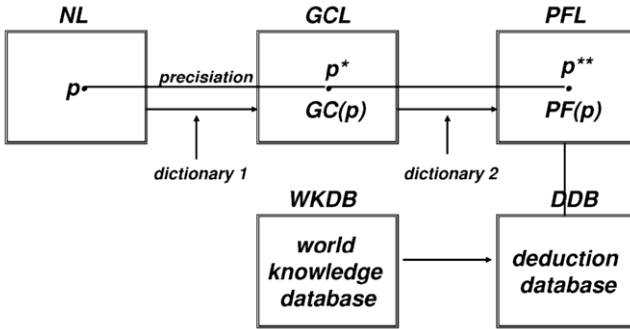 NL
GCL
PFL
p
precisiation
p*
p**
GC(p)
PF(p)
dictionary 1
dictionary 2
WKDB
DDB
world
knowledge
database
deduction
database